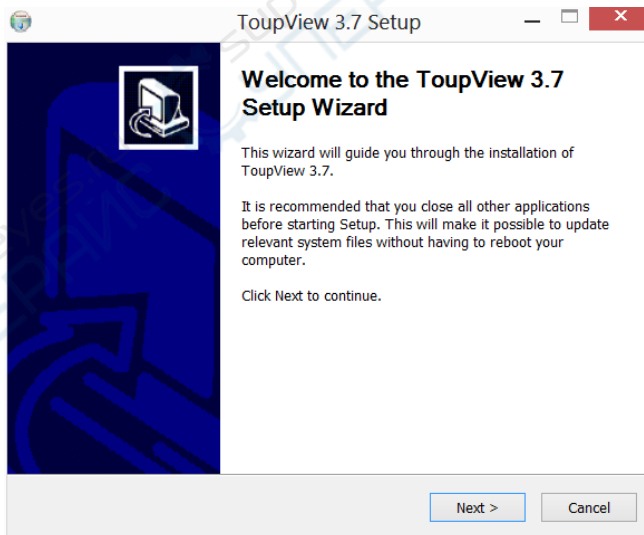 ToupView 3.7 Setup
Welcome to the ToupView 3.7
Setup Wizard
This wizard will guide you through the installation of
ToupView 3.7.
It is recommended that you close all other applications
before starting Setup. This will make it possible to update
relevant system files without having to reboot your
computer.
Click Next to continue.
Next >
Cancel